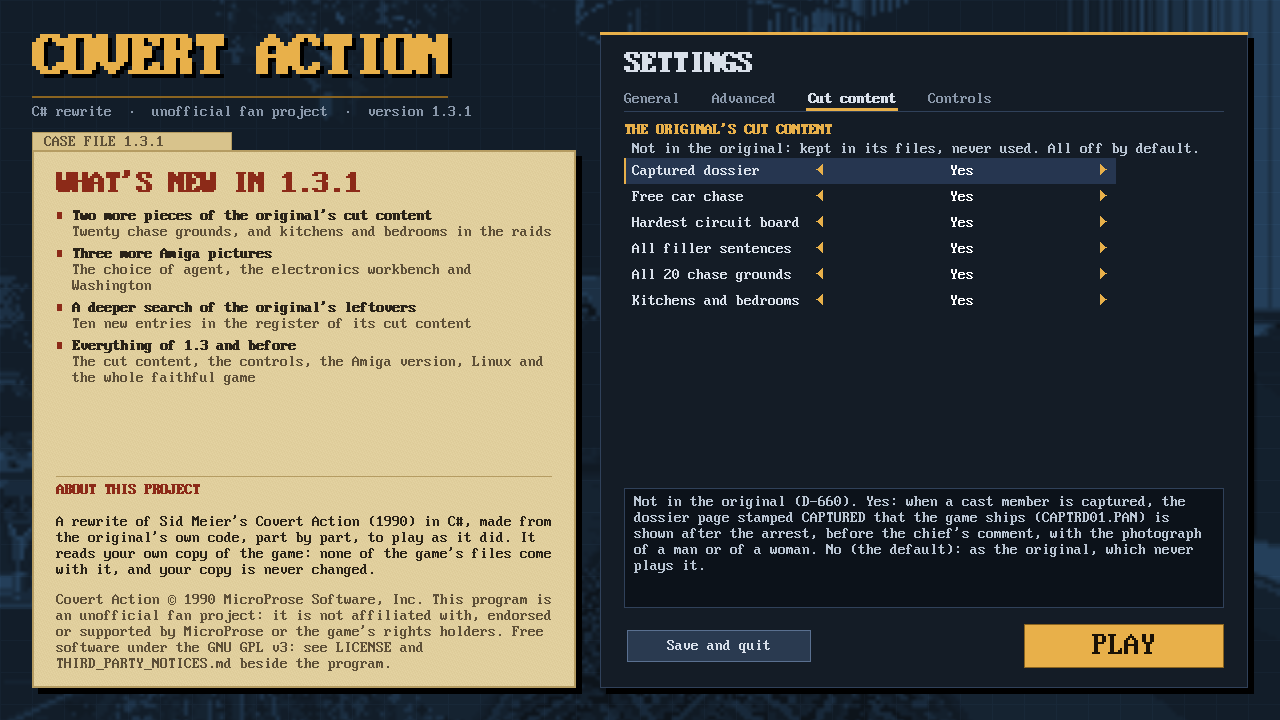 COVERT ACTION
C# rewrite · unofficial fan project · version 1.3.1
CASE FILE 1.3.1
WHAT'S NEW IN 1.3.1
Two more pieces of the original's cut content
Twenty chase grounds, and kitchens and bedrooms in the raids
Three more Amiga pictures
The choice of agent, the electronics workbench and
Washington
A deeper search of the original's leftovers
Ten new entries in the register of its cut content
Everything of 1.3 and before
The cut content, the controls, the Amiga version, Linux and
the whole faithful game
ABOUT THIS PROJECT
A rewrite of Sid Meier's Covert Action (1990) in C#, made from
the original's own code, part by part, to play as it did. It
reads your own copy of the game: none of the game's files come
with it, and your copy is never changed.
Covert Action © 1990 MicroProse Software, Inc. This program is
an unofficial fan project: it is not affiliated with, endorsed
or supported by MicroProse or the game's rights holders. Free
software under the GNU GPL v3: see LICENSE and
THIRD_PARTY_NOTICES.md beside the program.
SETTINGS
General Advanced Cut content Controls
THE ORIGINAL'S CUT CONTENT
Not in the original: kept in its files, never used. All off by default.
Captured dossier Yes
Free car chase Yes
Hardest circuit board Yes
All filler sentences Yes
All 20 chase grounds Yes
Kitchens and bedrooms Yes
Not in the original (D-660). Yes: when a cast member is captured, the
dossier page stamped CAPTURED that the game ships (CAPTRD01.PAN) is
shown after the arrest, before the chief's comment, with the photograph
of a man or of a woman. No (the default): as the original, which never
plays it.
Save and quit
PLAY